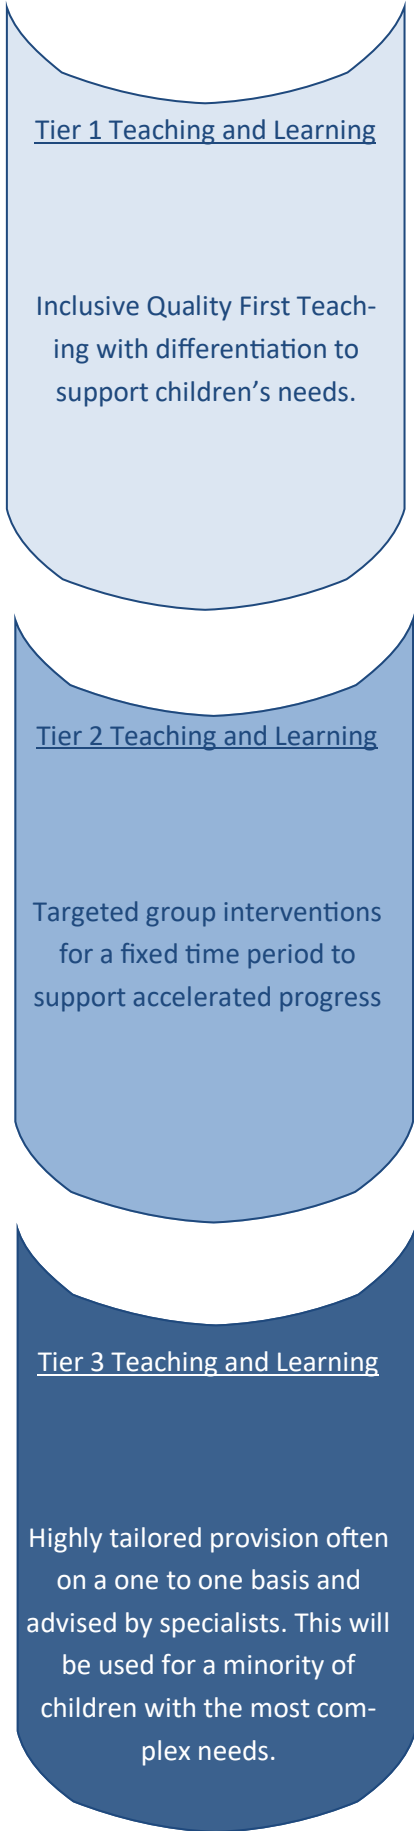 Tier 1 Teaching and Learning
Inclusive Quality First Teach-
ing with differentiation to
support children’s needs.
Tier 2 Teaching and Learning
Targeted group interventions
for a fixed time period to
support accelerated progress
Tier 3 Teaching and Learning
Highly tailored provision often
on a one to one basis and
advised by specialists. This will
be used for a minority of
children with the most com-
plex needs.